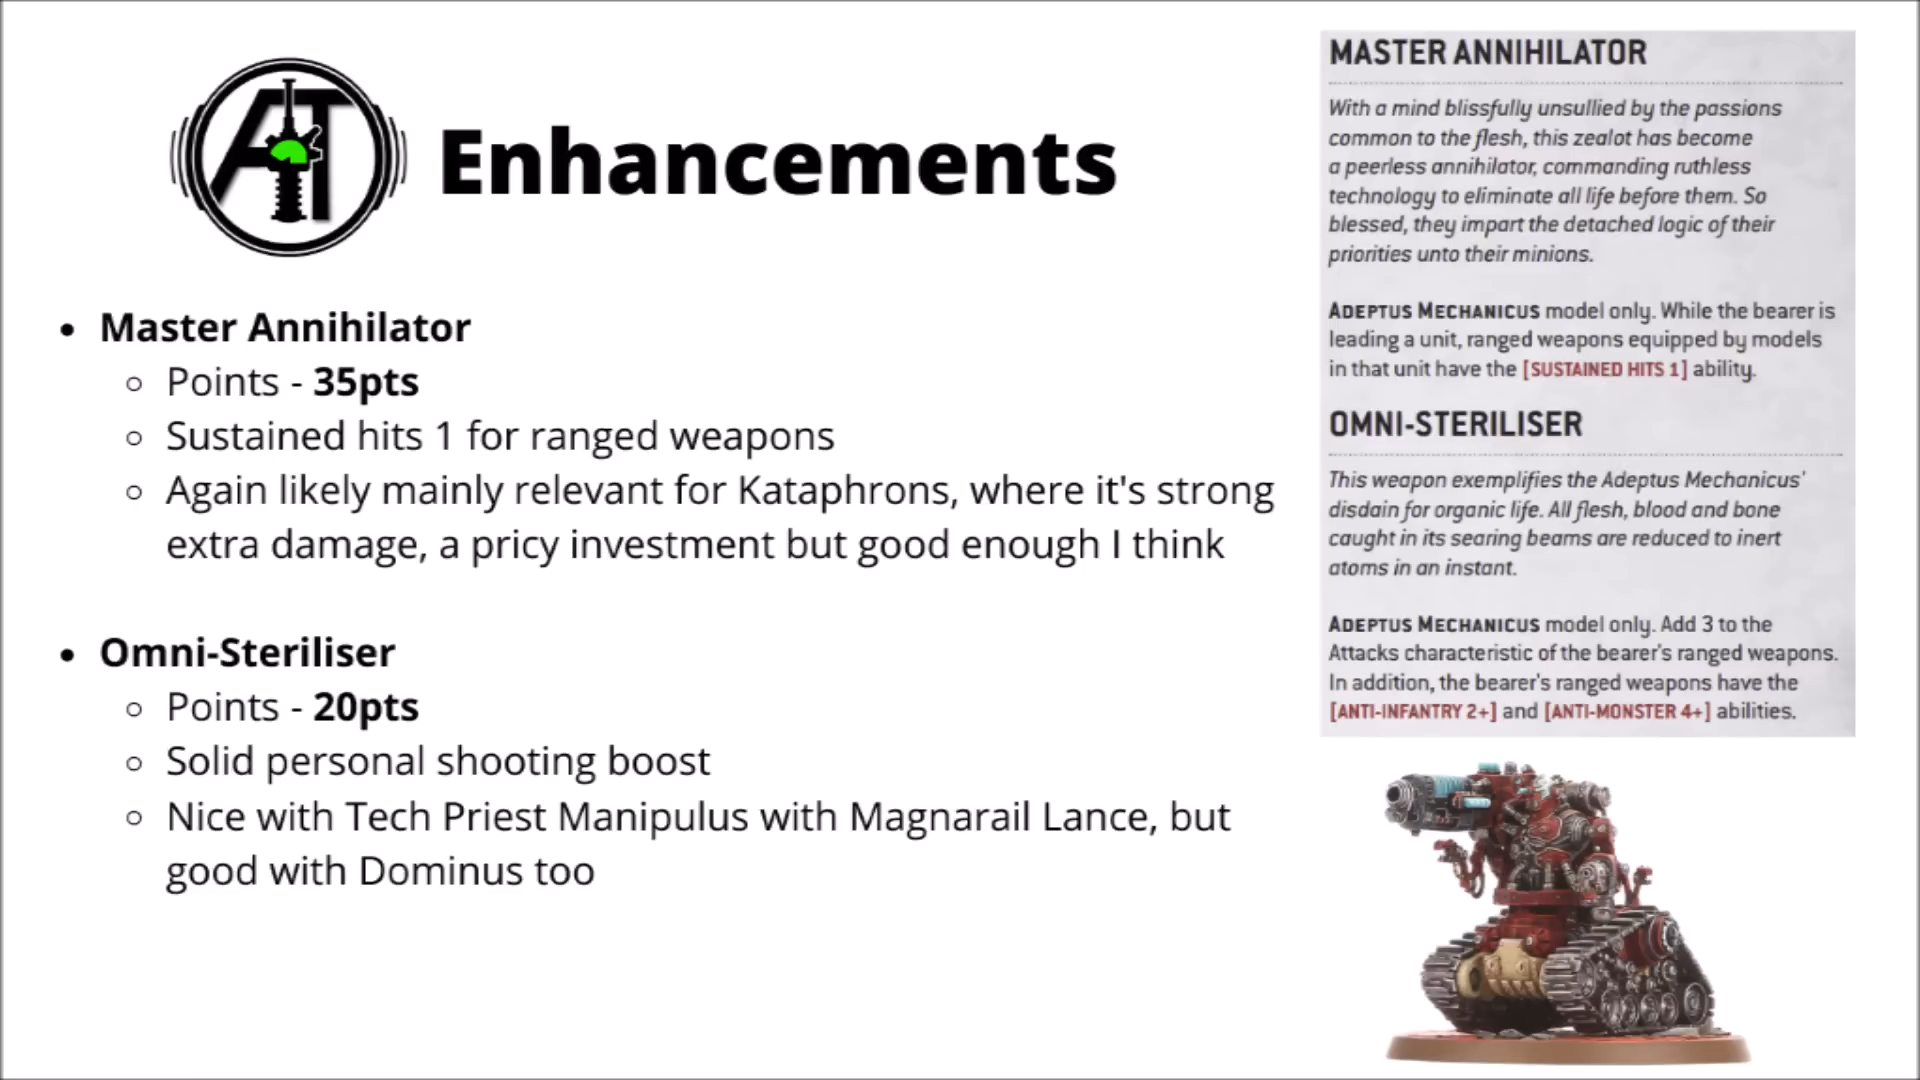 AT
Enhancements
Master Annihilator
Points - 35pts
Sustained hits 1 for ranged weapons
Again likely mainly relevant for Kataphrons, where it's strong
extra damage, a pricy investment but good enough I think
Omni-Steriliser
Points - 20pts
Solid personal shooting boost
Nice with Tech Priest Manipulus with Magnarail Lance, but
good with Dominus too
MASTER ANNIHILATOR
With a mind blissfully unsullied by the passions
common to the flesh, this zealot has become
a peerless annihilator, commanding ruthless
technology to eliminate all life before them. So
blessed, they impart the detached logic of their
priorities unto their minions.
ADEPTUS MECHANICUS model only. While the bearer is
leading a unit, ranged weapons equipped by models
in that unit have the [SUSTAINED HITS 1] ability.
OMNI-STERILISER
This weapon exemplifies the Adeptus Mechanicus'
disdain for organic life. All flesh, blood and bone
caught in its searing beams are reduced to inert
atoms in an instant.
ADEPTUS MECHANICUS model only. Add 3 to the
Attacks characteristic of the bearer's ranged weapons.
In addition, the bearer's ranged weapons have the
[ANTI-INFANTRY 2+] and [ANTI-MONSTER 4+] abilities.